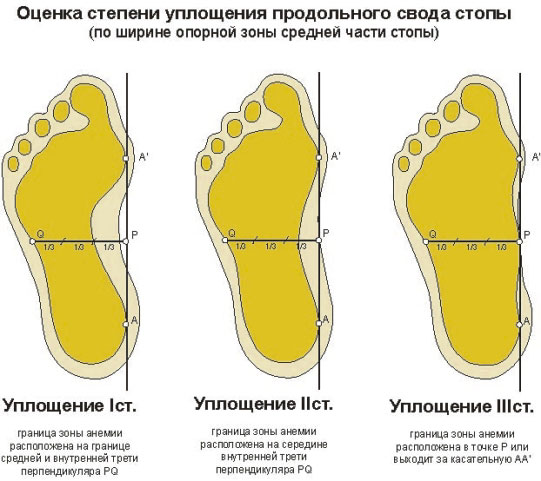 Оценка степени уплощения продольного свода стопы
(по ширине опорной зоны средней части стопы)
A'
Q
P
1/3 1/3 1/3
A
A'
Q
P
1/3 1/3 1/3
A
A'
Q
P
1/3 1/3 1/3
A
Уплощение Iст.
граница зоны анемии
расположена на границе
средней и внутренней трети
перпендикуляра PQ
Уплощение IIст.
граница зоны анемии
расположена на середине
внутренней трети
перпендикуляра PQ
Уплощение IIIст.
граница зоны анемии
расположена в точке P или
выходит за касательную AA'